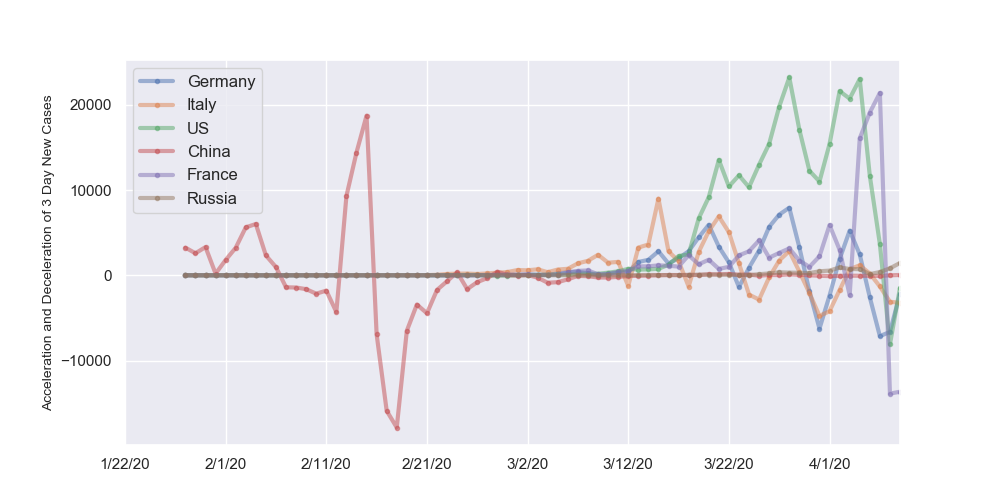 Acceleration and Deceleration of 3 Day New Cases
20000
10000
0
−10000
Germany
Italy
US
China
France
Russia
1/22/20 2/1/20 2/11/20 2/21/20 3/2/20 3/12/20 3/22/20 4/1/20